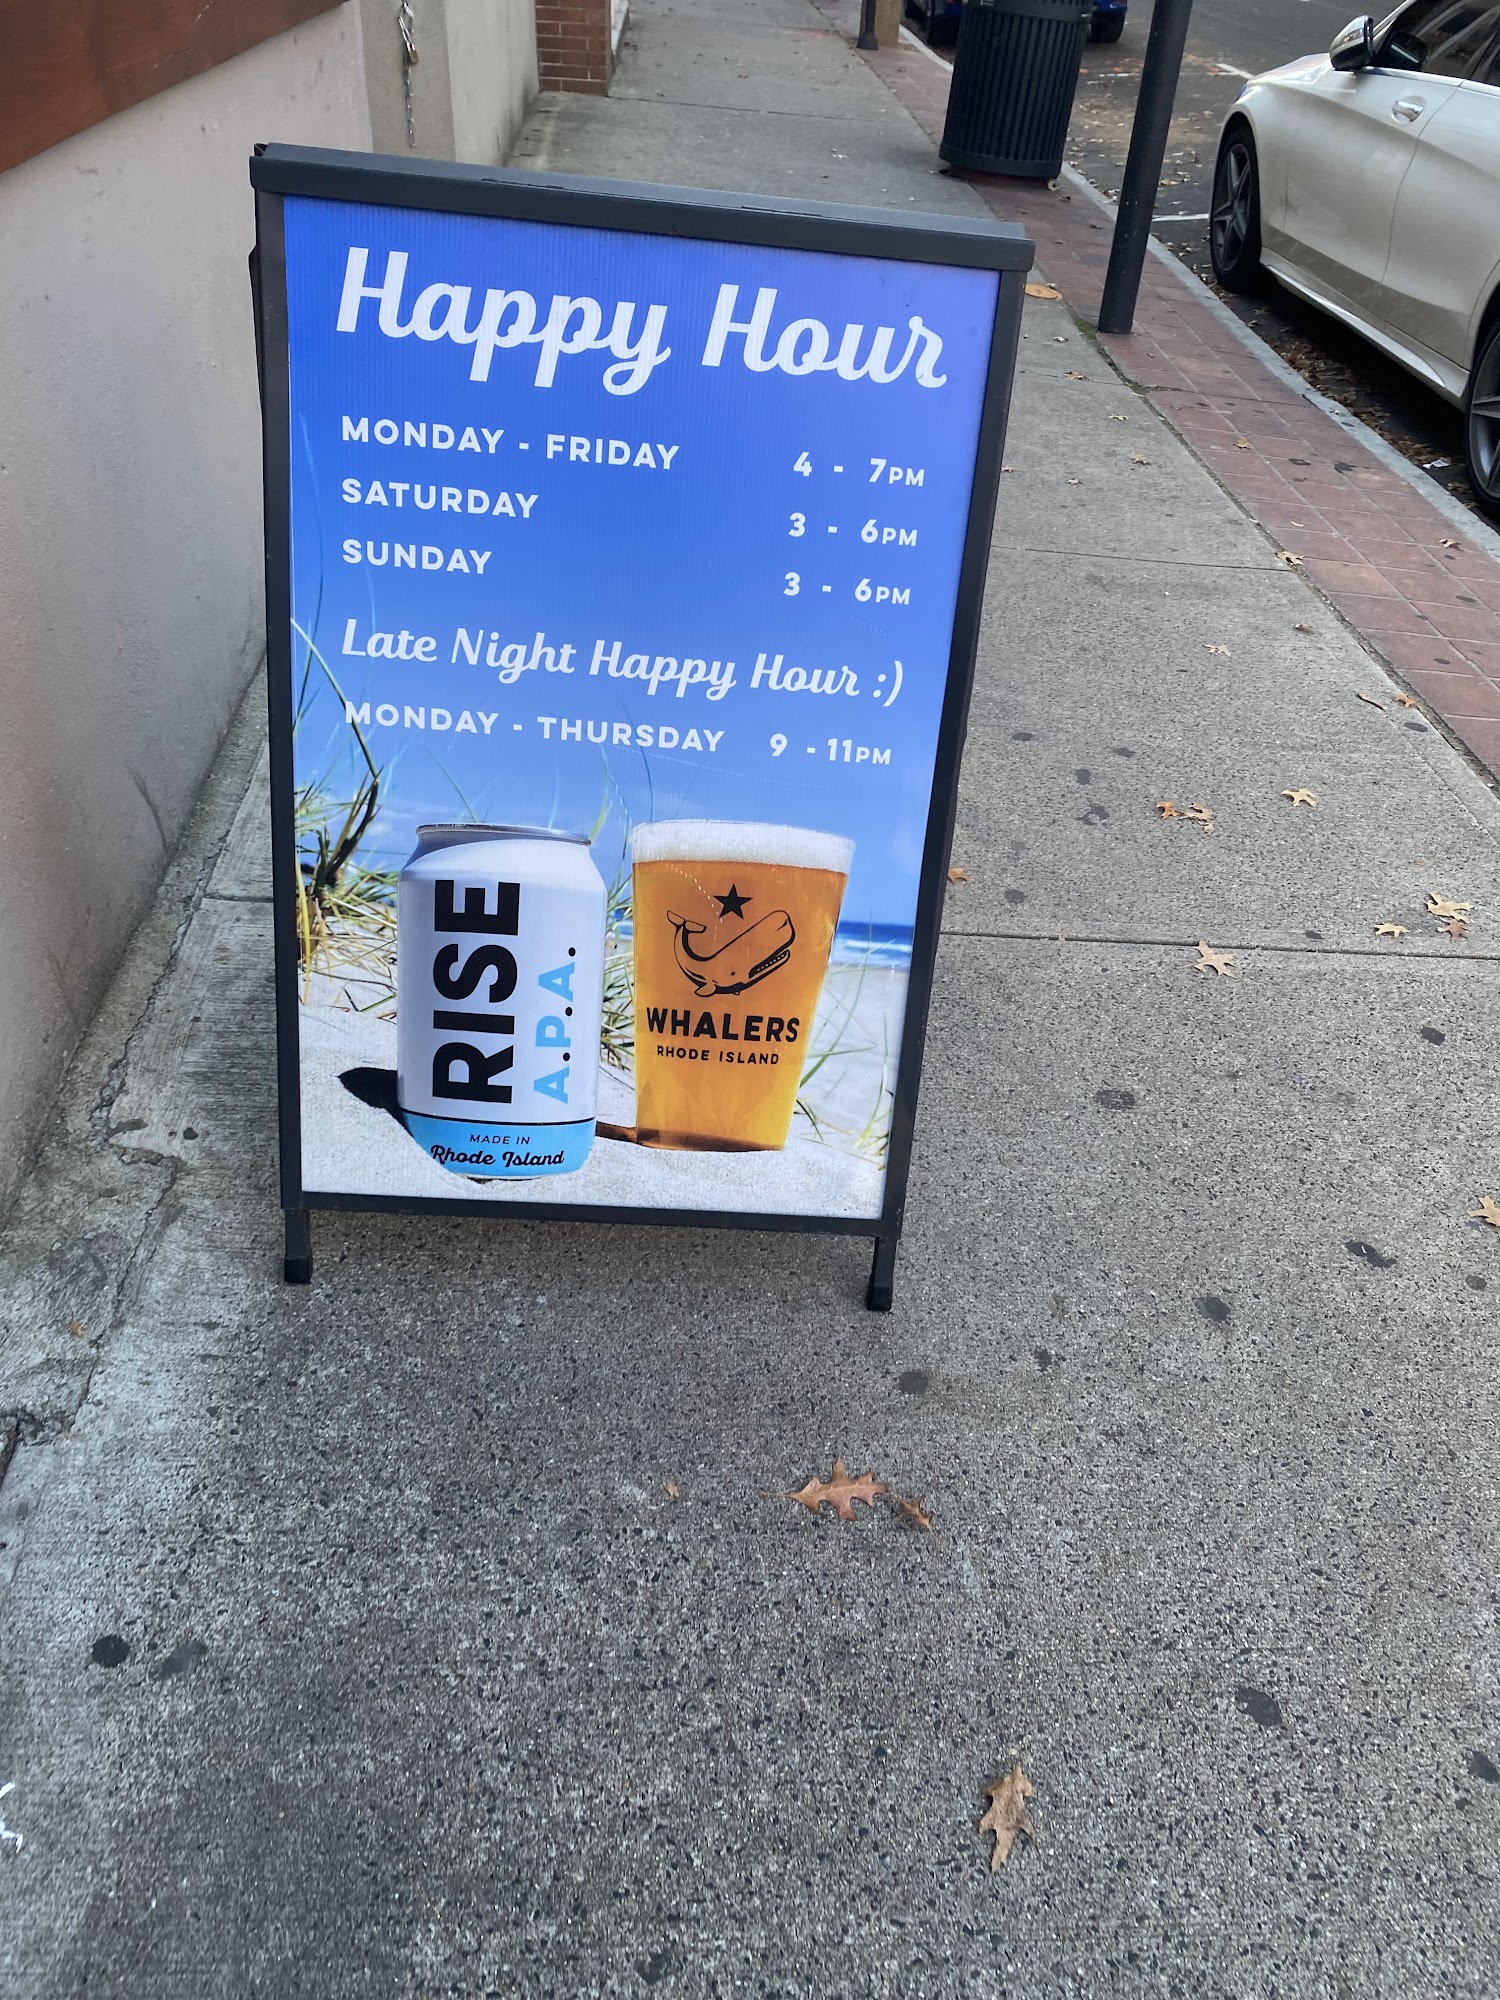 Happy Hour
MONDAY - FRIDAY 4 - 7PM
SATURDAY 3 - 6PM
SUNDAY 3 - 6PM
Late Night Happy Hour :)
MONDAY - THURSDAY 9 - 11PM
RISE
A.P.A.
MADE IN
Rhode Island
WHALERS
RHODE ISLAND